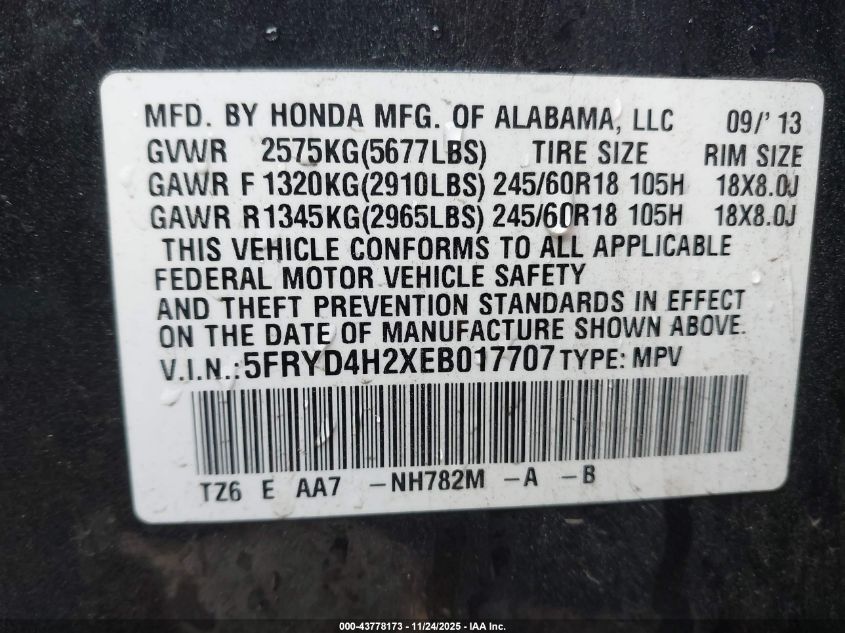 MFD. BY HONDA MFG. OF ALABAMA, LLC 09/' 13
GVWR 2575KG(5677LBS) TIRE SIZE RIM SIZE
GAWR F 1320KG(2910LBS) 245/60R18 105H 18X8.0J
GAWR R1345KG(2965LBS) 245/60R18 105H 18X8.0J
THIS VEHICLE CONFORMS TO ALL APPLICABLE
FEDERAL MOTOR VEHICLE SAFETY
AND THEFT PREVENTION STANDARDS IN EFFECT
ON THE DATE OF MANUFACTURE SHOWN ABOVE.
V.I.N.:5FRYD4H2XEB017707 TYPE: MPV
TZ6 E AA7 -NH782M -A -B
000-43778173 — 11/24/2025 - IAA Inc.